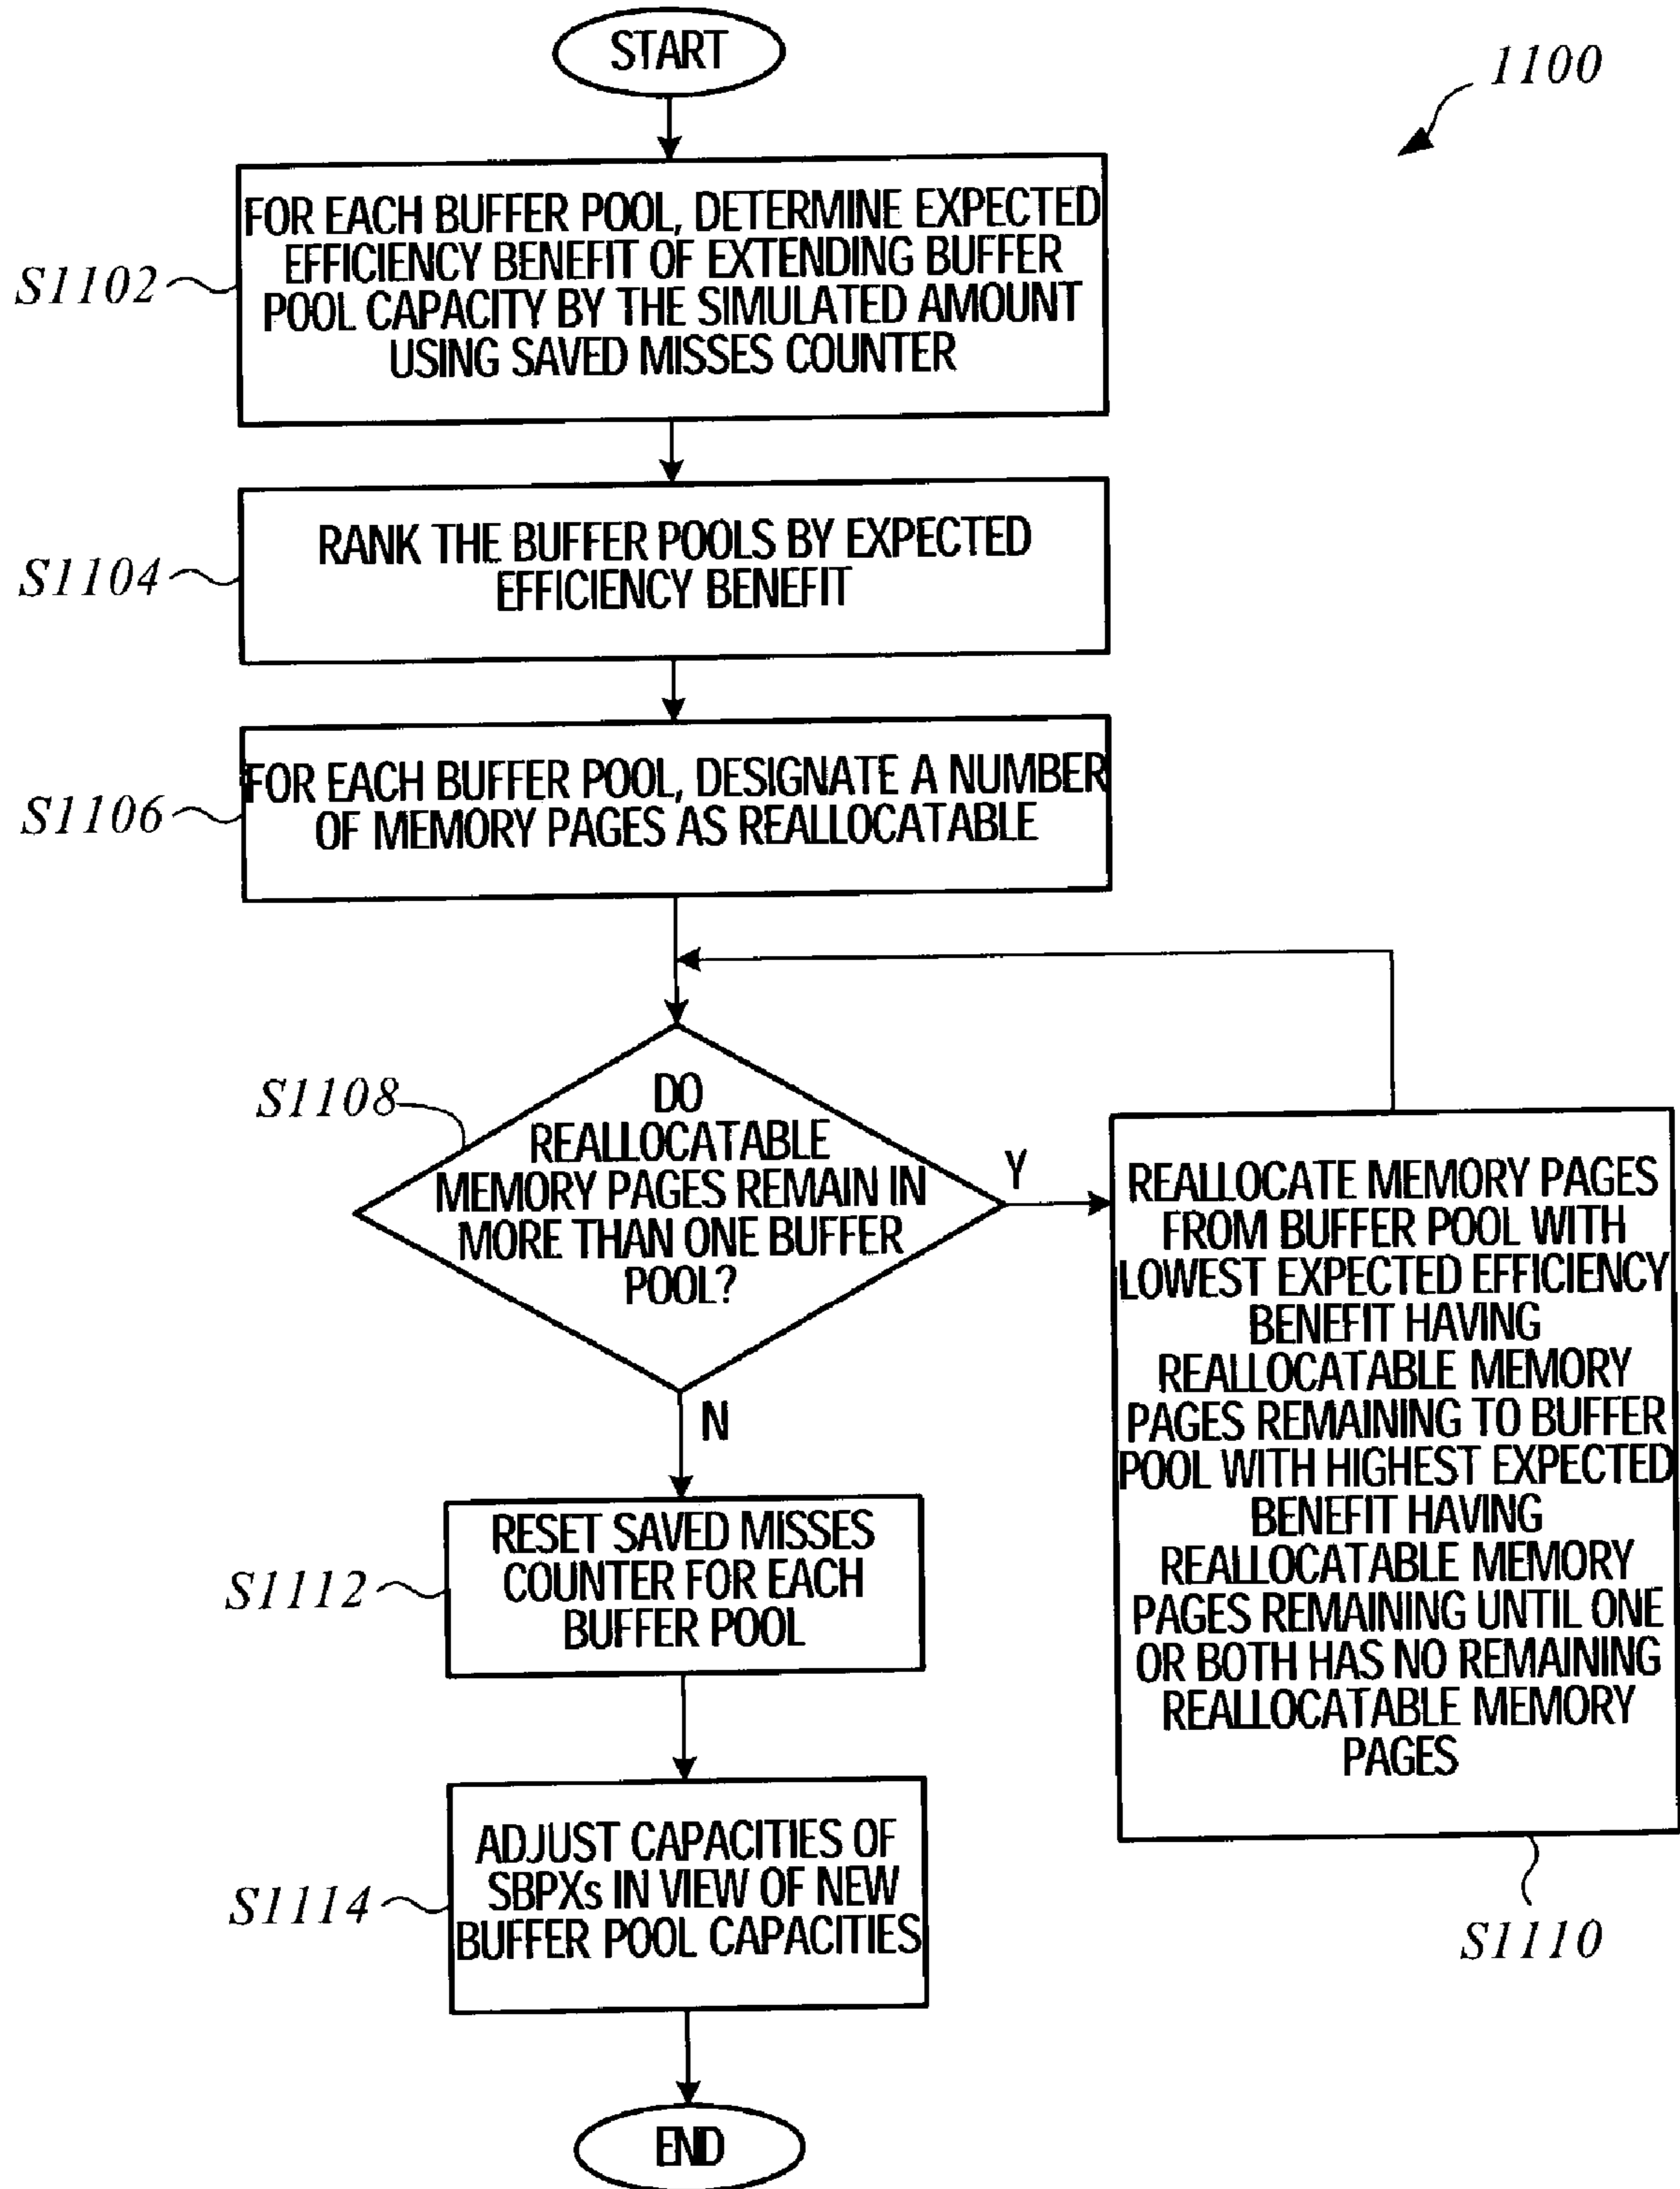 START
1100
FOR EACH BUFFER POOL, DETERMINE EXPECTED
EFFICIENCY BENEFIT OF EXTENDING BUFFER
POOL CAPACITY BY THE SIMULATED AMOUNT
USING SAVED MISSES COUNTER
S1102
RANK THE BUFFER POOLS BY EXPECTED
EFFICIENCY BENEFIT
S1104
FOR EACH BUFFER POOL, DESIGNATE A NUMBER
OF MEMORY PAGES AS REALLOCATABLE
S1106
S1108
DO
REALLOCATABLE
MEMORY PAGES REMAIN IN
MORE THAN ONE BUFFER
POOL?
Y
N
REALLOCATE MEMORY PAGES
FROM BUFFER POOL WITH
LOWEST EXPECTED EFFICIENCY
BENEFIT HAVING
REALLOCATABLE MEMORY
PAGES REMAINING TO BUFFER
POOL WITH HIGHEST EXPECTED
BENEFIT HAVING
REALLOCATABLE MEMORY
PAGES REMAINING UNTIL ONE
OR BOTH HAS NO REMAINING
REALLOCATABLE MEMORY
PAGES
S1110
RESET SAVED MISSES
COUNTER FOR EACH
BUFFER POOL
S1112
ADJUST CAPACITIES OF
SBPXs IN VIEW OF NEW
BUFFER POOL CAPACITIES
S1114
END